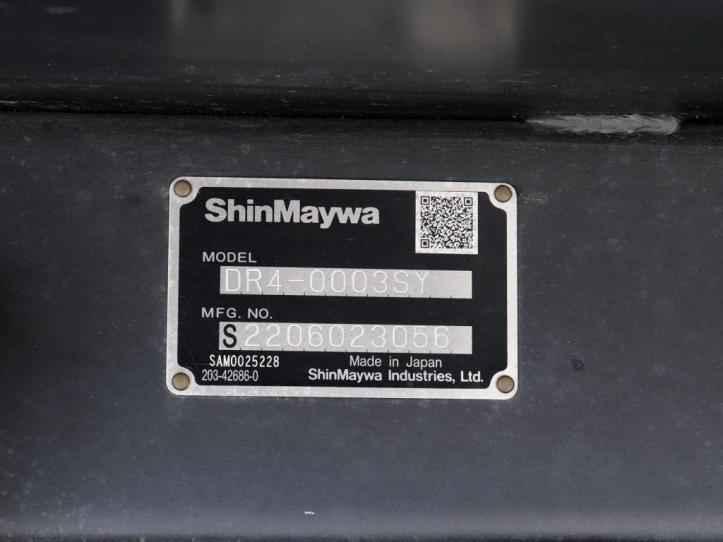 ShinMaywa
MODEL
DR4-0003SY
MFG. NO.
S2206023056
SAM0025228
Made in Japan
203-42686-0
ShinMaywa Industries, Ltd.